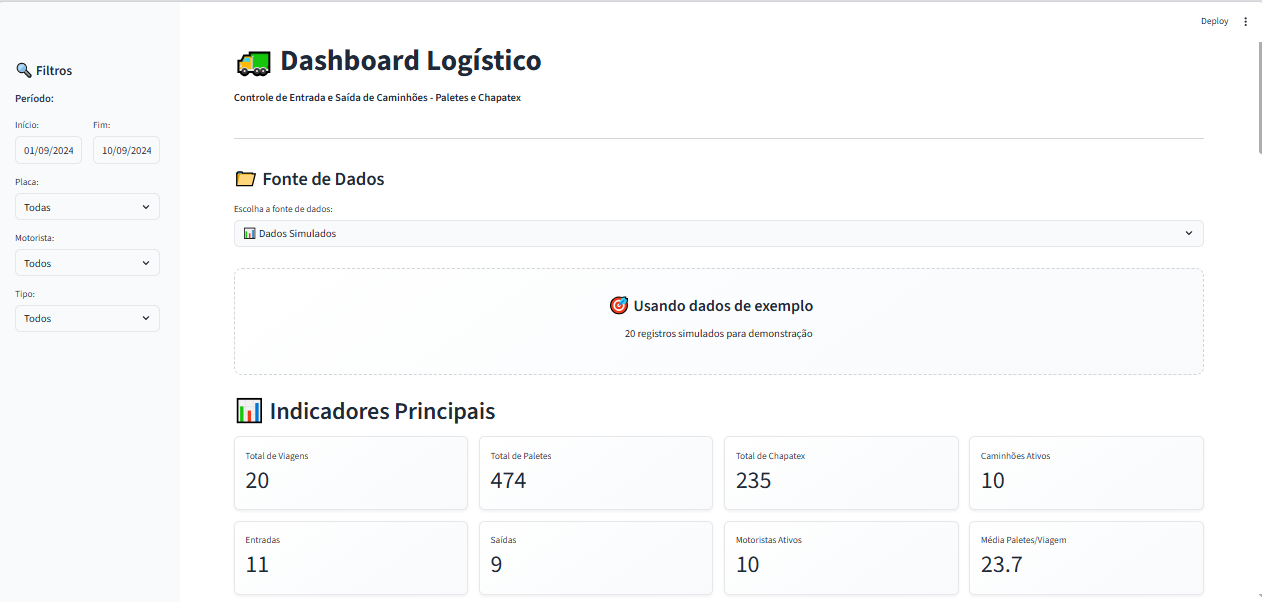 Deploy
Filtros
Período:
Início:
Fim:
01/09/2024
10/09/2024
Placa:
Todas
Motorista:
Todos
Tipo:
Todos
Dashboard Logístico
Controle de Entrada e Saída de Caminhões - Paletes e Chapatex
Fonte de Dados
Escolha a fonte de dados:
Dados Simulados
Usando dados de exemplo
20 registros simulados para demonstração
Indicadores Principais
Total de Viagens
20
Total de Paletes
474
Total de Chapatex
235
Caminhões Ativos
10
Entradas
11
Saídas
9
Motoristas Ativos
10
Média Paletes/Viagem
23.7